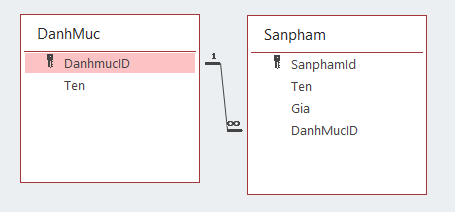 DanhMuc
DanhmucID
Ten
1
∞
Sanpham
SanphamId
Ten
Gia
DanhMucID